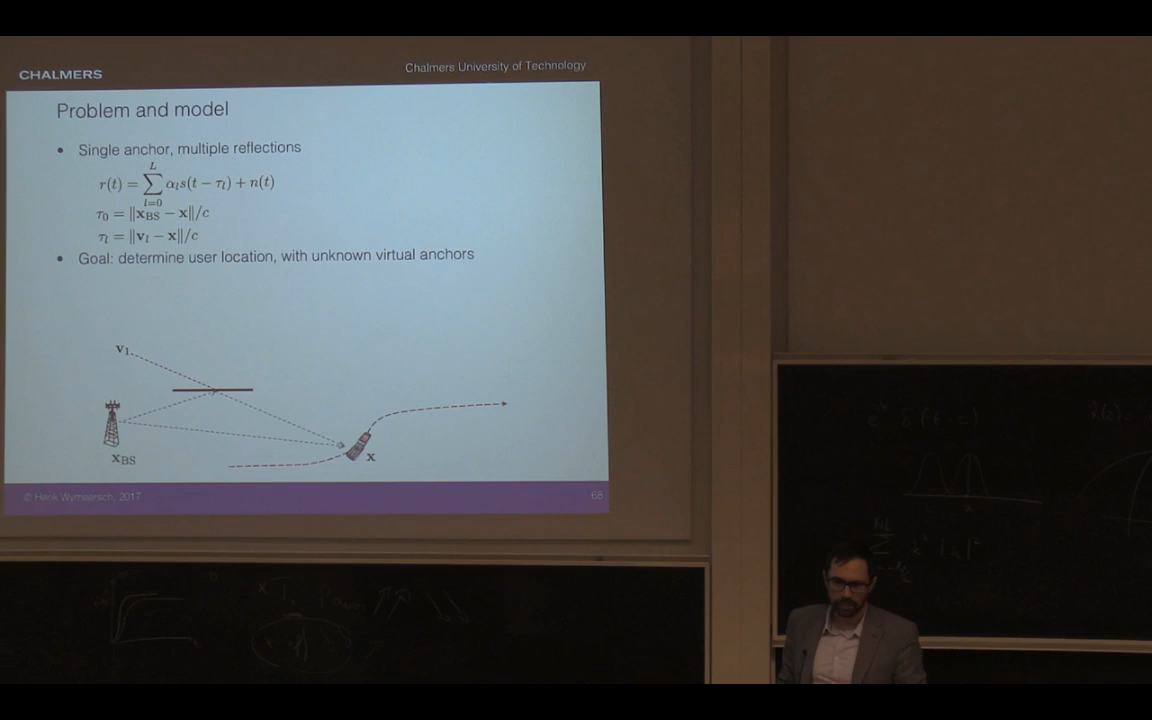 CHALMERS
Chalmers University of Technology
Problem and model
• Single anchor, multiple reflections
r(t) = ∑_{l=0}^{L} α_l s(t − τ_l) + n(t)
τ_0 = ‖x_BS − x‖/c
τ_l = ‖v_l − x‖/c
• Goal: determine user location, with unknown virtual anchors
v_1
x_BS
x
© Henk Wymeersch, 2017
66